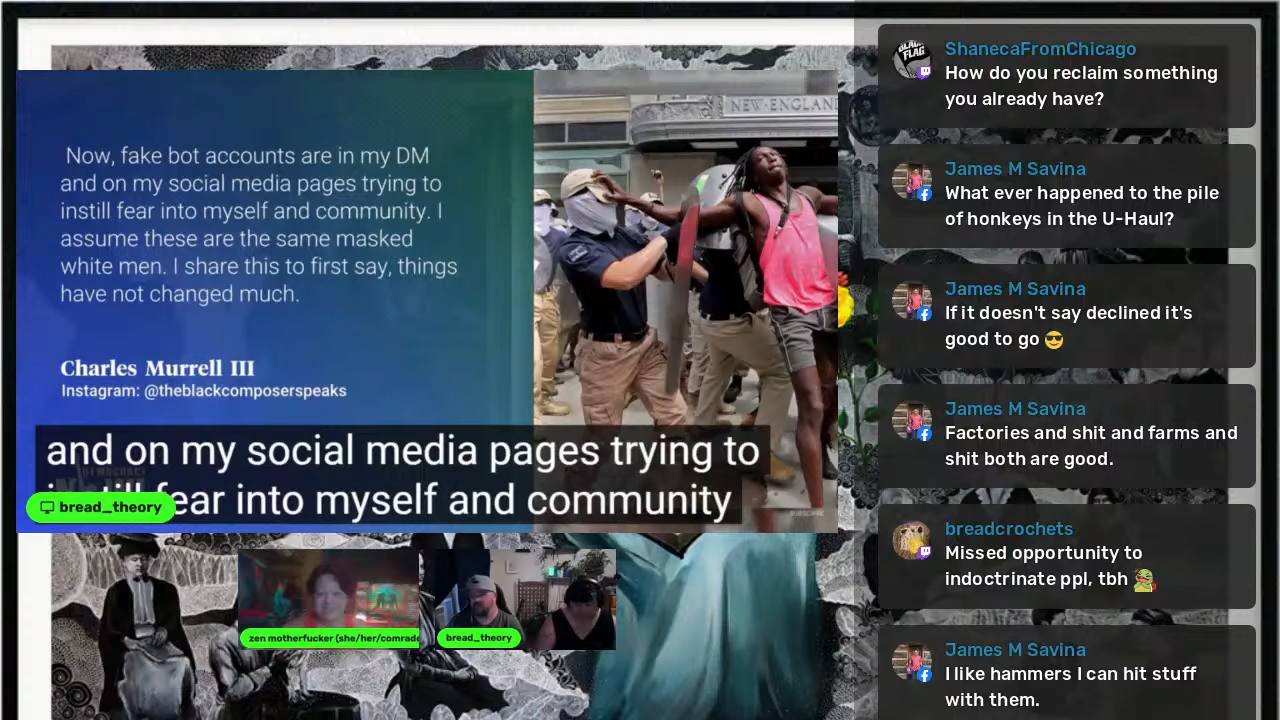 Now, fake bot accounts are in my DM
and on my social media pages trying to
instill fear into myself and community. I
assume these are the same masked
white men. I share this to first say, things
have not changed much.
Charles Murrell III
Instagram: @theblackcomposerspeaks
NEW-ENGLAND
and on my social media pages trying to
fear into myself and community
bread_theory
SUBSCRIBE
zen motherfucker (she/her/comrade
bread_theory
BLACK
FLAG
ShanecaFromChicago
How do you reclaim something
you already have?
James M Savina
What ever happened to the pile
of honkeys in the U-Haul?
James M Savina
If it doesn't say declined it's
good to go 😎
James M Savina
Factories and shit and farms and
shit both are good.
breadcrochets
Missed opportunity to
indoctrinate ppl, tbh
James M Savina
I like hammers I can hit stuff
with them.